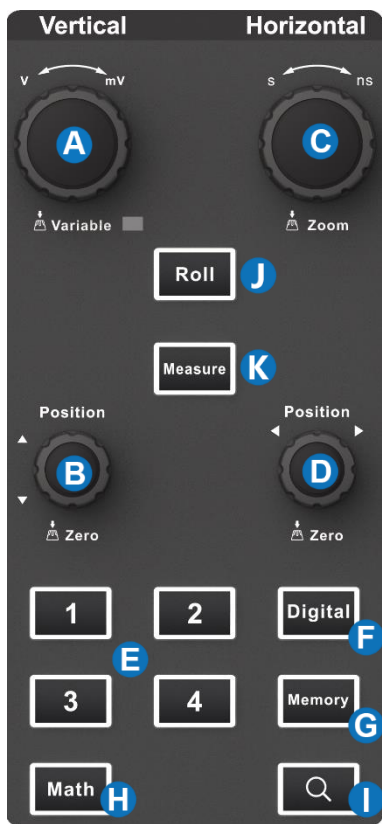 Vertical Horizontal
V mV s ns
A C
Variable Zoom
Roll J
Measure K
Position Position
B D
Zero Zero
1 2 Digital
E F
3 4 Memory
G
Math H I